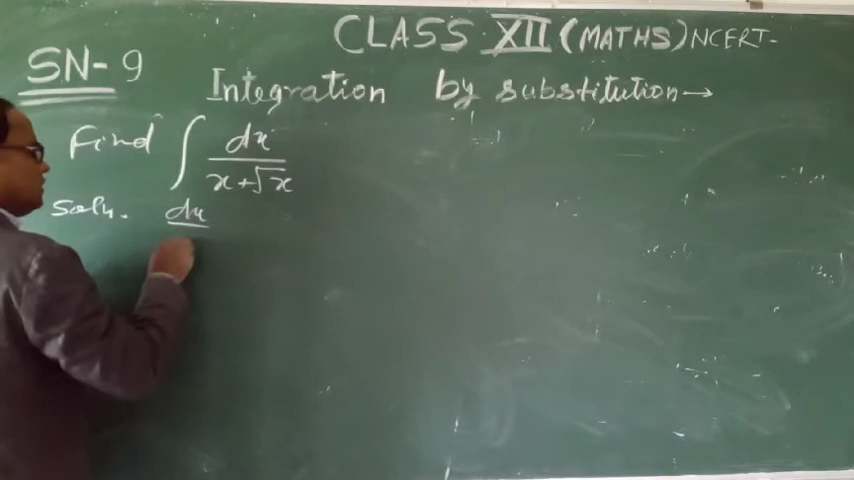 CLASS XII (MATHS) NCERT-
SN-9
Integration by substitution→
Find ∫ dx / x+√x
Soln. dx